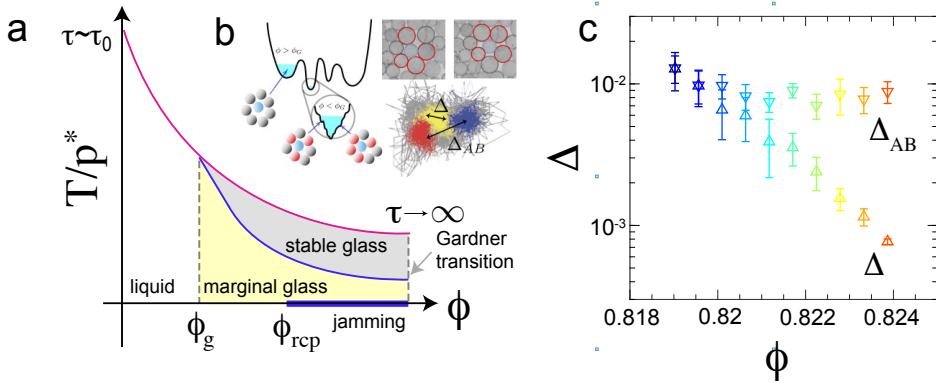 a
τ~τ₀
T/p*
liquid
stable glass
marginal glass
τ→∞
Gardner
transition
ϕg
ϕrcp
jamming
ϕ
b
ϕ > ϕG
ϕ < ϕG
Δ
ΔAB
c
Δ
10⁻²
10⁻³
ΔAB
Δ
0.818
0.82
0.822
0.824
ϕ